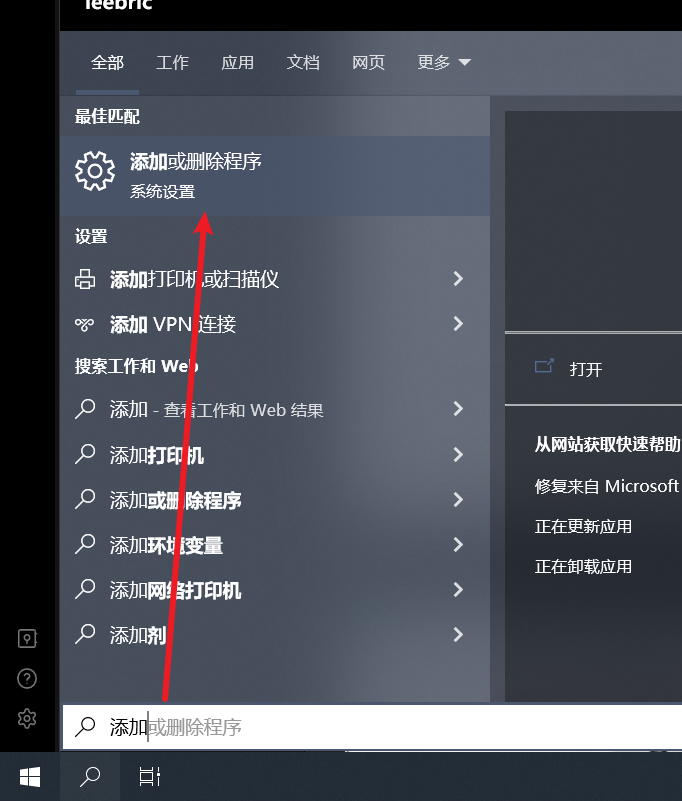 leebric
全部 工作 应用 文档 网页 更多
最佳匹配
添加或删除程序
系统设置
设置
添加打印机或扫描仪
添加 VPN 连接
搜索工作和 Web
添加 - 查看工作和 Web 结果
添加打印机
添加或删除程序
添加环境变量
添加网络打印机
添加剂
打开
从网站获取快速帮助
修复来自 Microsoft
正在更新应用
正在卸载应用
添加或删除程序